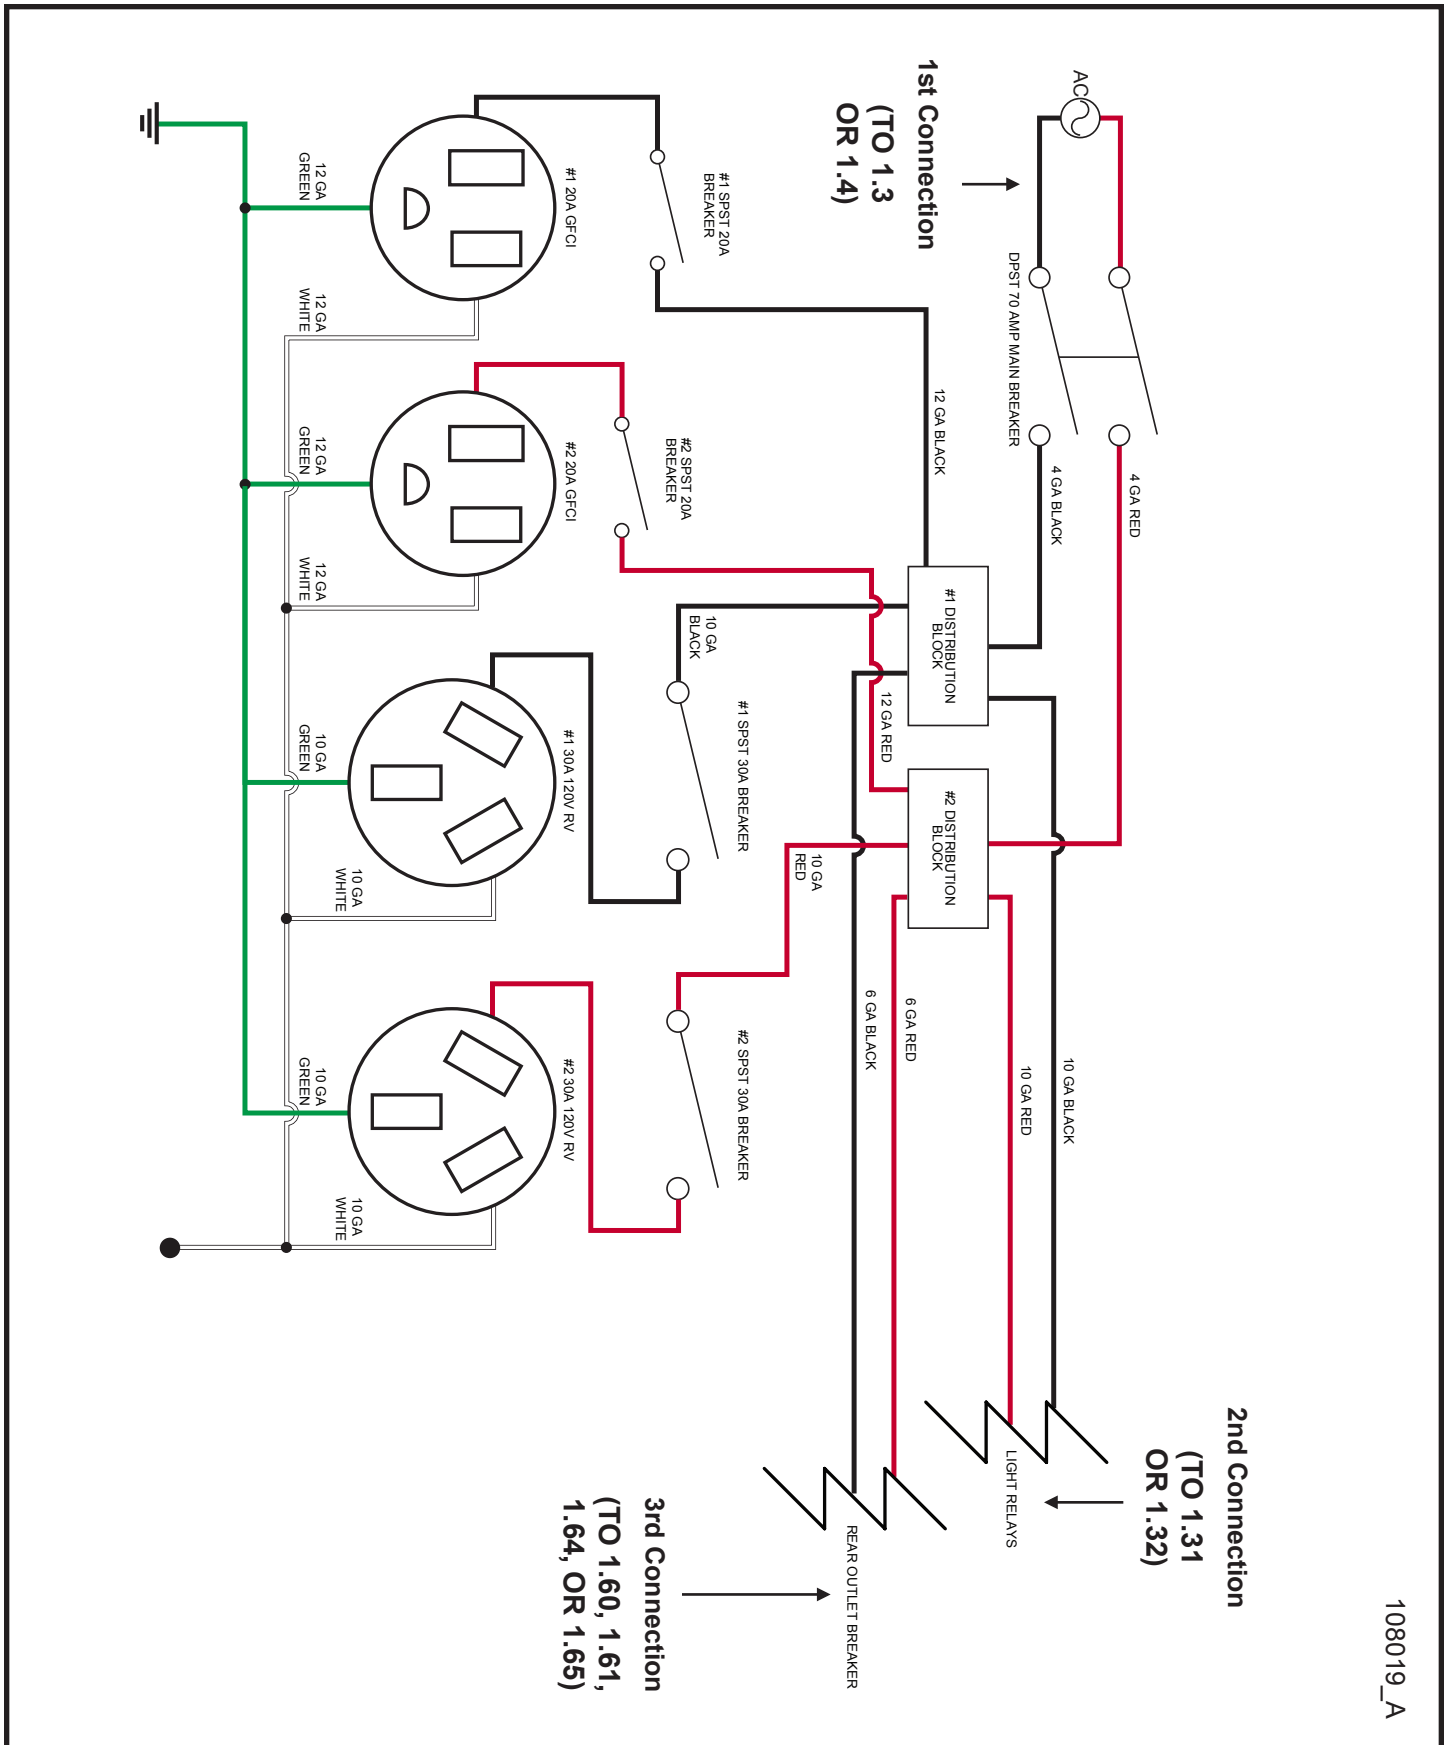 108019_A
2nd Connection
(TO 1.31
OR 1.32)
1st Connection
(TO 1.3
OR 1.4)
AC
DPST 70 AMP MAIN BREAKER
4 GA RED
4 GA BLACK
10 GA BLACK
10 GA RED
LIGHT RELAYS
12 GA BLACK
#1 DISTRIBUTION
BLOCK
#2 DISTRIBUTION
BLOCK
6 GA RED
6 GA BLACK
REAR OUTLET BREAKER
12 GA RED
10 GA
RED
3rd Connection
(TO 1.60, 1.61,
1.64, OR 1.65)
#1 SPST 20A
BREAKER
#2 SPST 20A
BREAKER
10 GA
BLACK
#1 SPST 30A BREAKER
#2 SPST 30A BREAKER
#1 20A GFCI
#2 20A GFCI
#1 30A 120V RV
#2 30A 120V RV
12 GA
GREEN
12 GA
WHITE
12 GA
GREEN
12 GA
WHITE
10 GA
GREEN
10 GA
WHITE
10 GA
GREEN
10 GA
WHITE